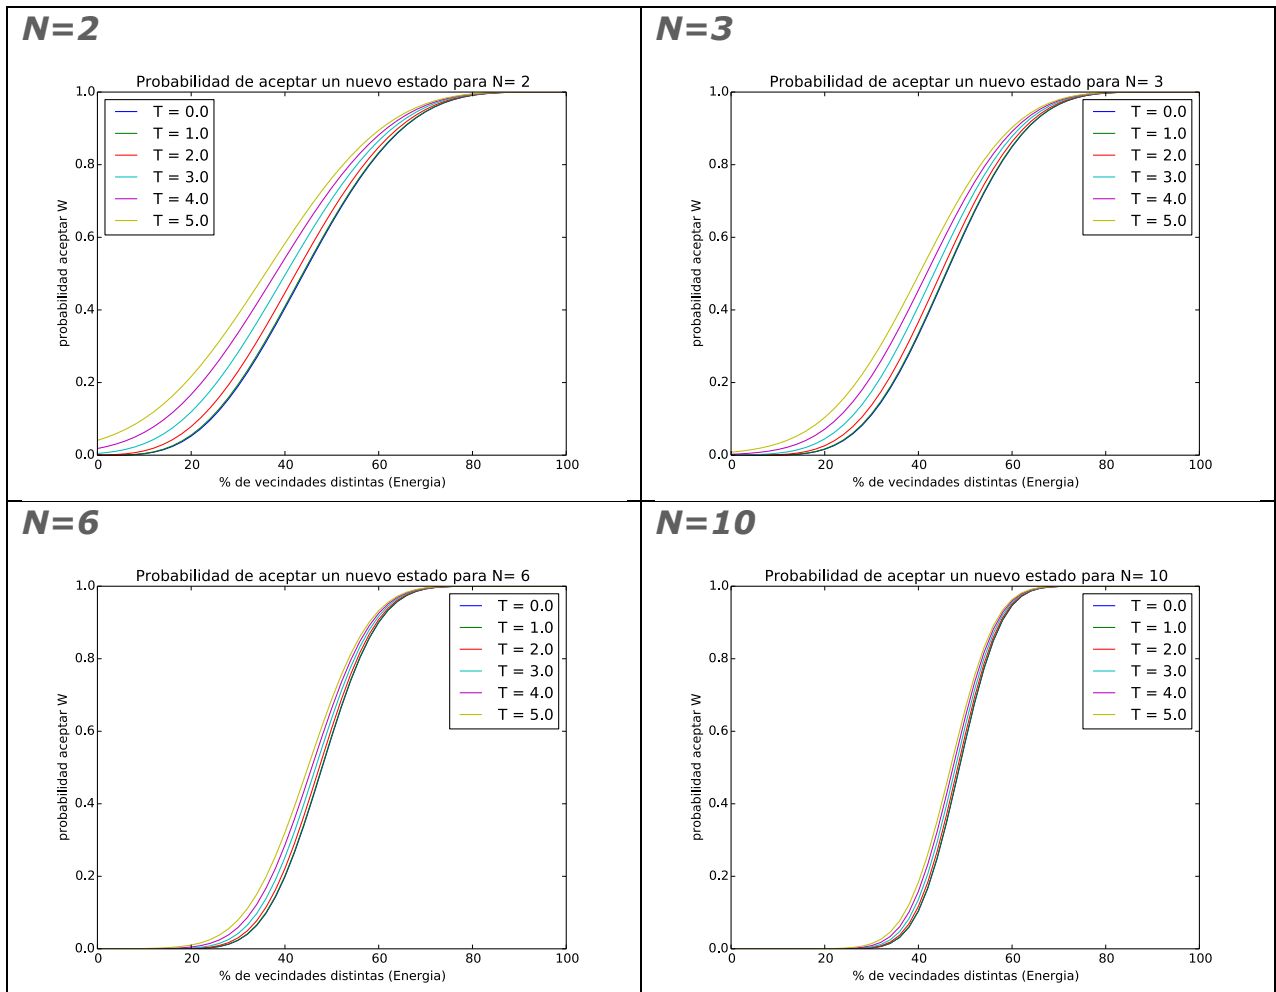 N=2
Probabilidad de aceptar un nuevo estado para N= 2
1.0
0.8
0.6
0.4
0.2
0.0
probabilidad aceptar W
T = 0.0
T = 1.0
T = 2.0
T = 3.0
T = 4.0
T = 5.0
0 20 40 60 80 100
% de vecindades distintas (Energia)
N=3
Probabilidad de aceptar un nuevo estado para N= 3
1.0
0.8
0.6
0.4
0.2
0.0
probabilidad aceptar W
T = 0.0
T = 1.0
T = 2.0
T = 3.0
T = 4.0
T = 5.0
0 20 40 60 80 100
% de vecindades distintas (Energia)
N=6
Probabilidad de aceptar un nuevo estado para N= 6
1.0
0.8
0.6
0.4
0.2
0.0
probabilidad aceptar W
T = 0.0
T = 1.0
T = 2.0
T = 3.0
T = 4.0
T = 5.0
0 20 40 60 80 100
% de vecindades distintas (Energia)
N=10
Probabilidad de aceptar un nuevo estado para N= 10
1.0
0.8
0.6
0.4
0.2
0.0
probabilidad aceptar W
T = 0.0
T = 1.0
T = 2.0
T = 3.0
T = 4.0
T = 5.0
0 20 40 60 80 100
% de vecindades distintas (Energia)